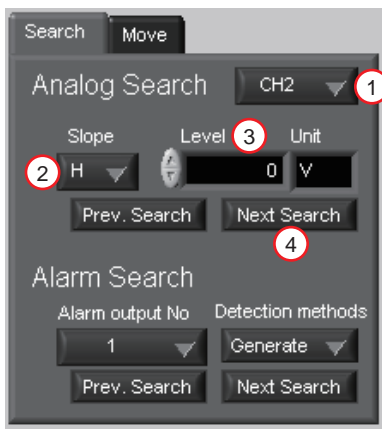 Search Move
Analog Search CH2 1
Slope Level 3 Unit
2 H 0 V
Prev. Search Next Search
4
Alarm Search
Alarm output No Detection methods
1 Generate
Prev. Search Next Search